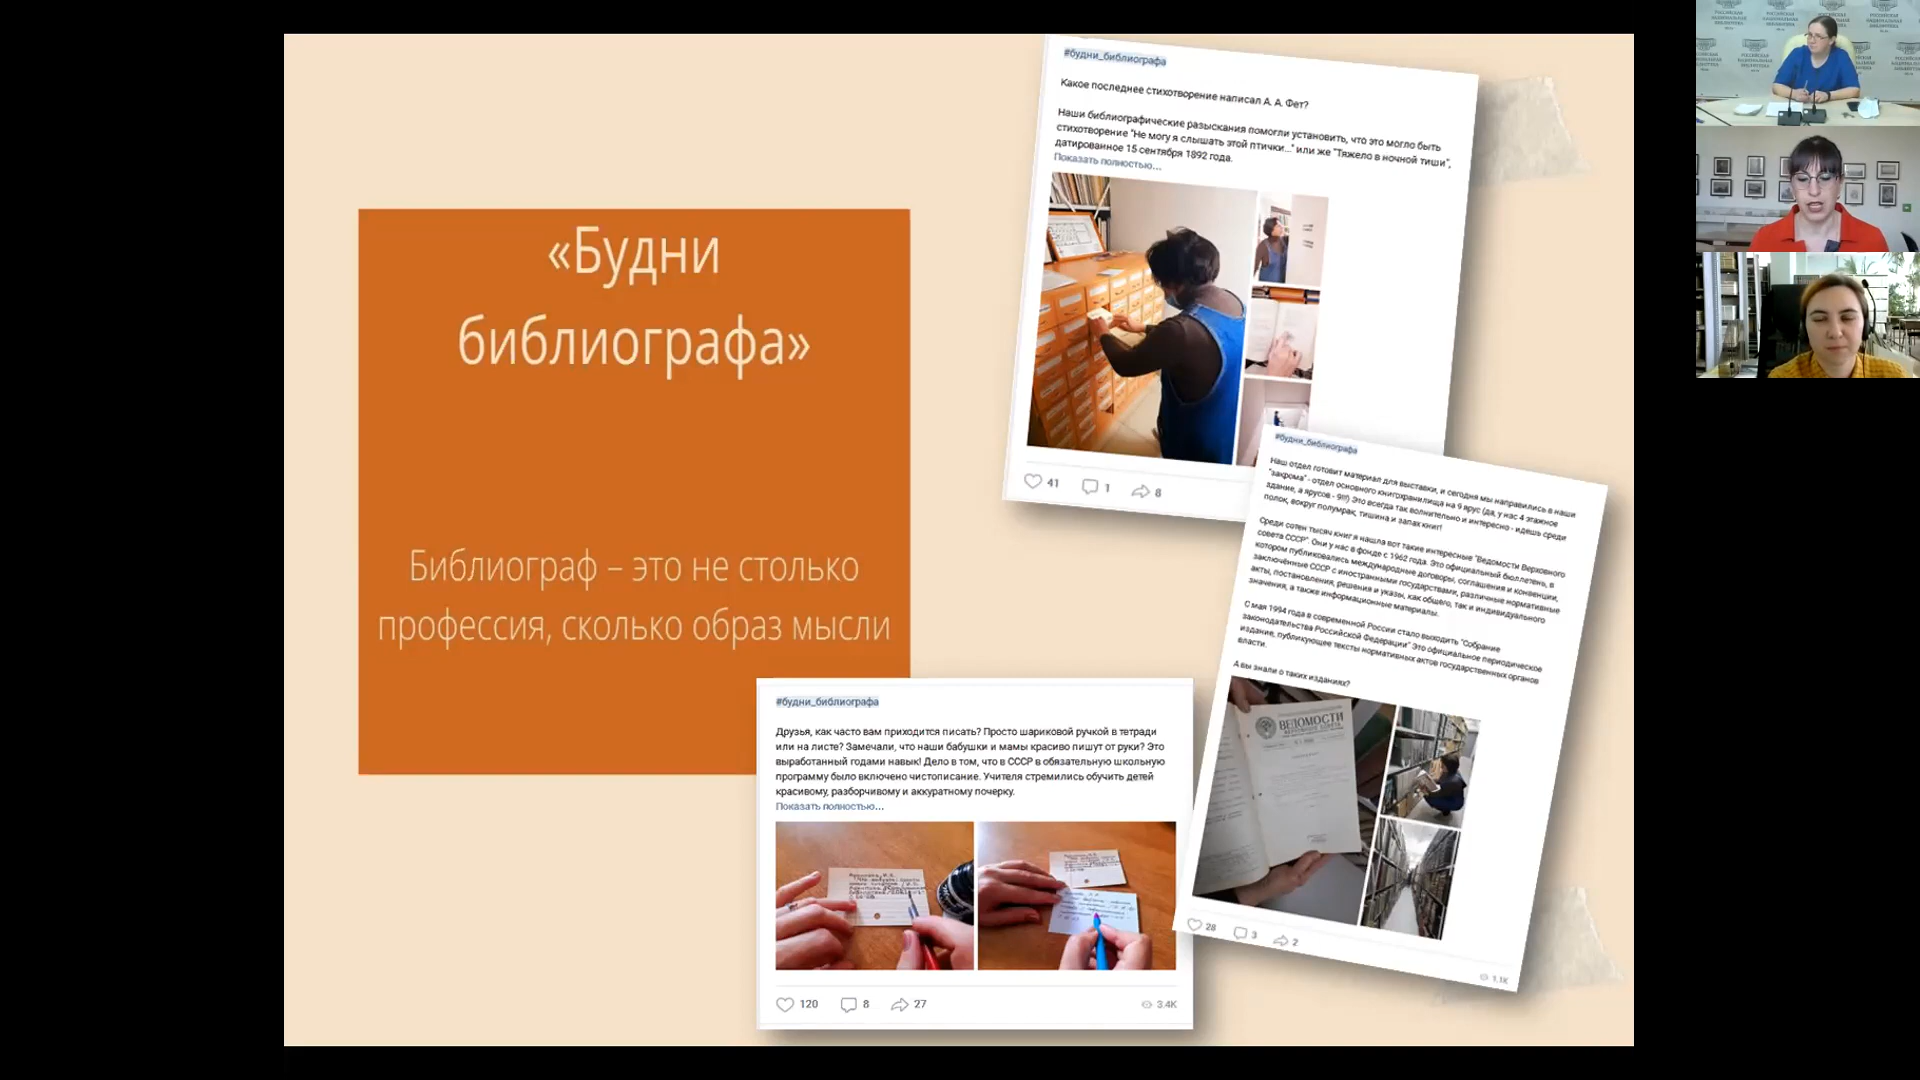 «Будни
библиографа»
Библиограф – это не столько
профессия, сколько образ мысли
#будни_библиографа
Какое последнее стихотворение написал А. А. Фет?
Наши библиографические разыскания помогли установить, что это могло быть
стихотворение "Не могу я слышать этой птички..." или же "Тяжело в ночной тиши",
датированное 15 сентября 1892 года.
Показать полностью...
41
1
8
#будни_библиографа
Наш отдел готовит материал для выставки, и сегодня мы направились в наши
"закрома" - отдел основного книгохранилища на 9 ярус (да, у нас 4 этажное
здание, а ярусов - 9!!!) Это всегда так волнительно и интересно - идешь среди
полок, вокруг полумрак, тишина и запах книг!
Среди сотен тысяч книг я нашла вот такие интересные "Ведомости Верховного
совета СССР". Они у нас в фонде с 1962 года. Это официальный бюллетень, в
котором публиковались международные договоры, соглашения и конвенции,
заключённые СССР с иностранными государствами, различные нормативные
акты, постановления, решения и указы, как общего, так и индивидуального
значения, а также информационные материалы.
С мая 1994 года в современной России стало выходить "Собрание
законодательства Российской Федерации" Это официальное периодическое
издание, публикующее тексты нормативных актов государственных органов
власти.
А вы знали о таких изданиях?
ВЕДОМОСТИ
28
3
2
1.1K
#будни_библиографа
Друзья, как часто вам приходится писать? Просто шариковой ручкой в тетради
или на листе? Замечали, что наши бабушки и мамы красиво пишут от руки? Это
выработанный годами навык! Дело в том, что в СССР в обязательную школьную
программу было включено чистописание. Учителя стремились обучить детей
красивому, разборчивому и аккуратному почерку.
Показать полностью...
120
8
27
3.4K
РОССИЙСКАЯ
НАЦИОНАЛЬНАЯ
БИБЛИОТЕКА